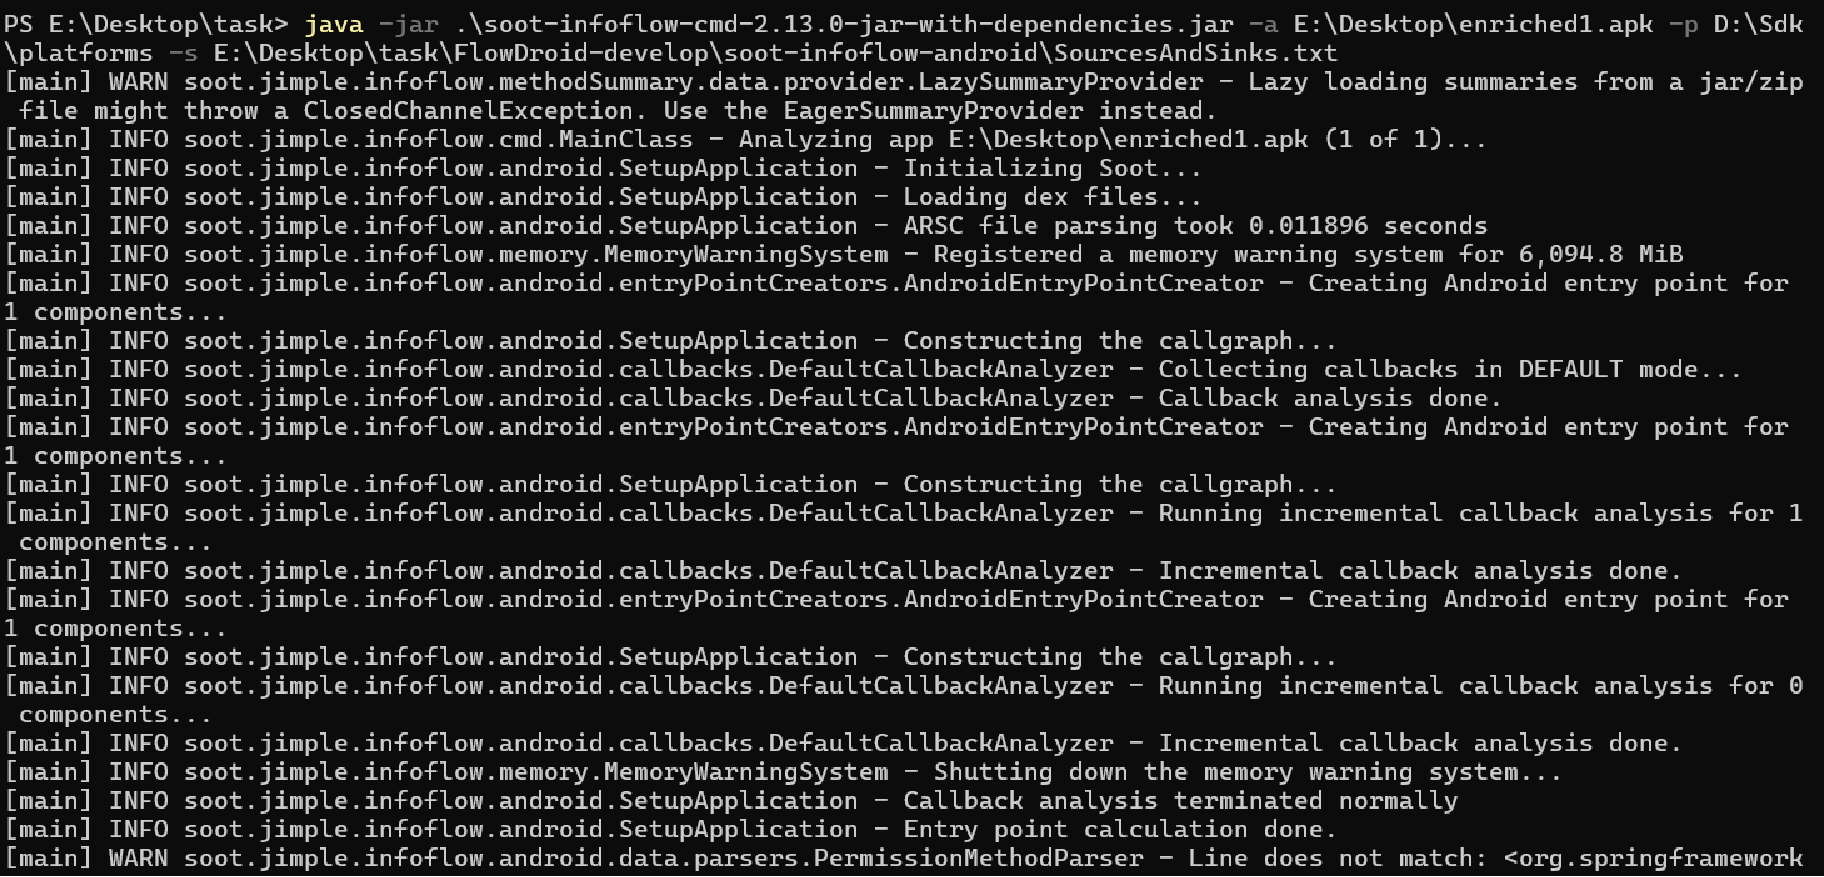 PS E:\Desktop\task> java -jar .\soot-infoflow-cmd-2.13.0-jar-with-dependencies.jar -a E:\Desktop\enriched1.apk -p D:\Sdk
\platforms -s E:\Desktop\task\FlowDroid-develop\soot-infoflow-android\SourcesAndSinks.txt
[main] WARN soot.jimple.infoflow.methodSummary.data.provider.LazySummaryProvider - Lazy loading summaries from a jar/zip
 file might throw a ClosedChannelException. Use the EagerSummaryProvider instead.
[main] INFO soot.jimple.infoflow.cmd.MainClass - Analyzing app E:\Desktop\enriched1.apk (1 of 1)...
[main] INFO soot.jimple.infoflow.android.SetupApplication - Initializing Soot...
[main] INFO soot.jimple.infoflow.android.SetupApplication - Loading dex files...
[main] INFO soot.jimple.infoflow.android.SetupApplication - ARSC file parsing took 0.011896 seconds
[main] INFO soot.jimple.infoflow.memory.MemoryWarningSystem - Registered a memory warning system for 6,094.8 MiB
[main] INFO soot.jimple.infoflow.android.entryPointCreators.AndroidEntryPointCreator - Creating Android entry point for
1 components...
[main] INFO soot.jimple.infoflow.android.SetupApplication - Constructing the callgraph...
[main] INFO soot.jimple.infoflow.android.callbacks.DefaultCallbackAnalyzer - Collecting callbacks in DEFAULT mode...
[main] INFO soot.jimple.infoflow.android.callbacks.DefaultCallbackAnalyzer - Callback analysis done.
[main] INFO soot.jimple.infoflow.android.entryPointCreators.AndroidEntryPointCreator - Creating Android entry point for
1 components...
[main] INFO soot.jimple.infoflow.android.SetupApplication - Constructing the callgraph...
[main] INFO soot.jimple.infoflow.android.callbacks.DefaultCallbackAnalyzer - Running incremental callback analysis for 1
 components...
[main] INFO soot.jimple.infoflow.android.callbacks.DefaultCallbackAnalyzer - Incremental callback analysis done.
[main] INFO soot.jimple.infoflow.android.entryPointCreators.AndroidEntryPointCreator - Creating Android entry point for
1 components...
[main] INFO soot.jimple.infoflow.android.SetupApplication - Constructing the callgraph...
[main] INFO soot.jimple.infoflow.android.callbacks.DefaultCallbackAnalyzer - Running incremental callback analysis for 0
 components...
[main] INFO soot.jimple.infoflow.android.callbacks.DefaultCallbackAnalyzer - Incremental callback analysis done.
[main] INFO soot.jimple.infoflow.memory.MemoryWarningSystem - Shutting down the memory warning system...
[main] INFO soot.jimple.infoflow.android.SetupApplication - Callback analysis terminated normally
[main] INFO soot.jimple.infoflow.android.SetupApplication - Entry point calculation done.
[main] WARN soot.jimple.infoflow.android.data.parsers.PermissionMethodParser - Line does not match: <org.springframework